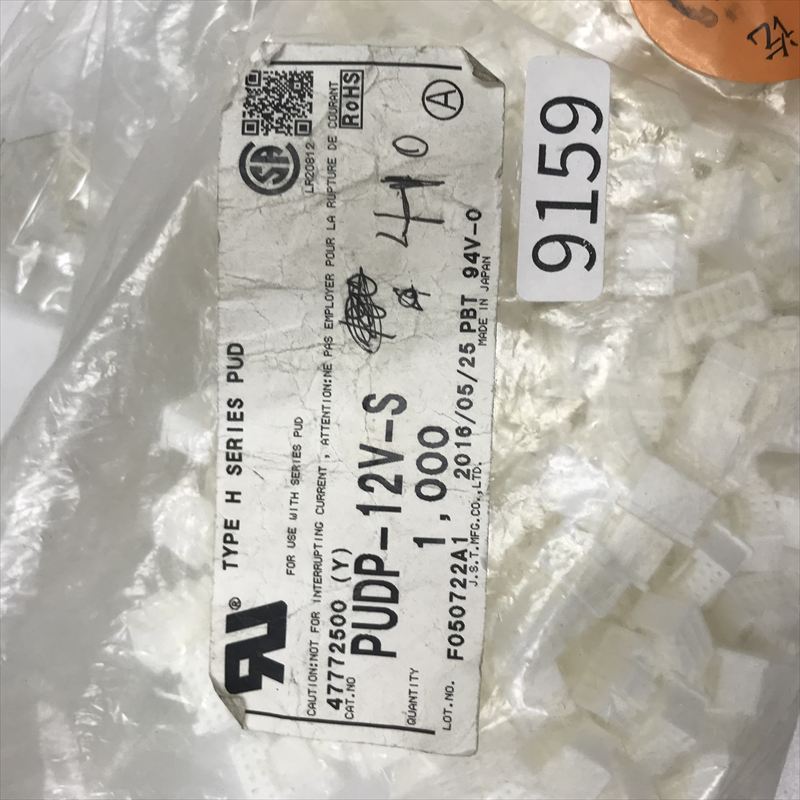 TYPE H SERIES PUD
FOR USE WITH SERIES PUD
LR20812
RoHS
CAUTION:NOT FOR INTERRUPTING CURRENT , ATTENTION:NE PAS EMPLOYER POUR LA RUPTURE DE COURANT
47772500 (Y)
CAT.NO
PUDP-12V-S
410
A
QUANTITY
1,000
2016/05/25 PBT 94V-0
LOT.NO.
F050722A1
J.S.T.MFG.CO.,LTD.
MADE IN JAPAN
9159